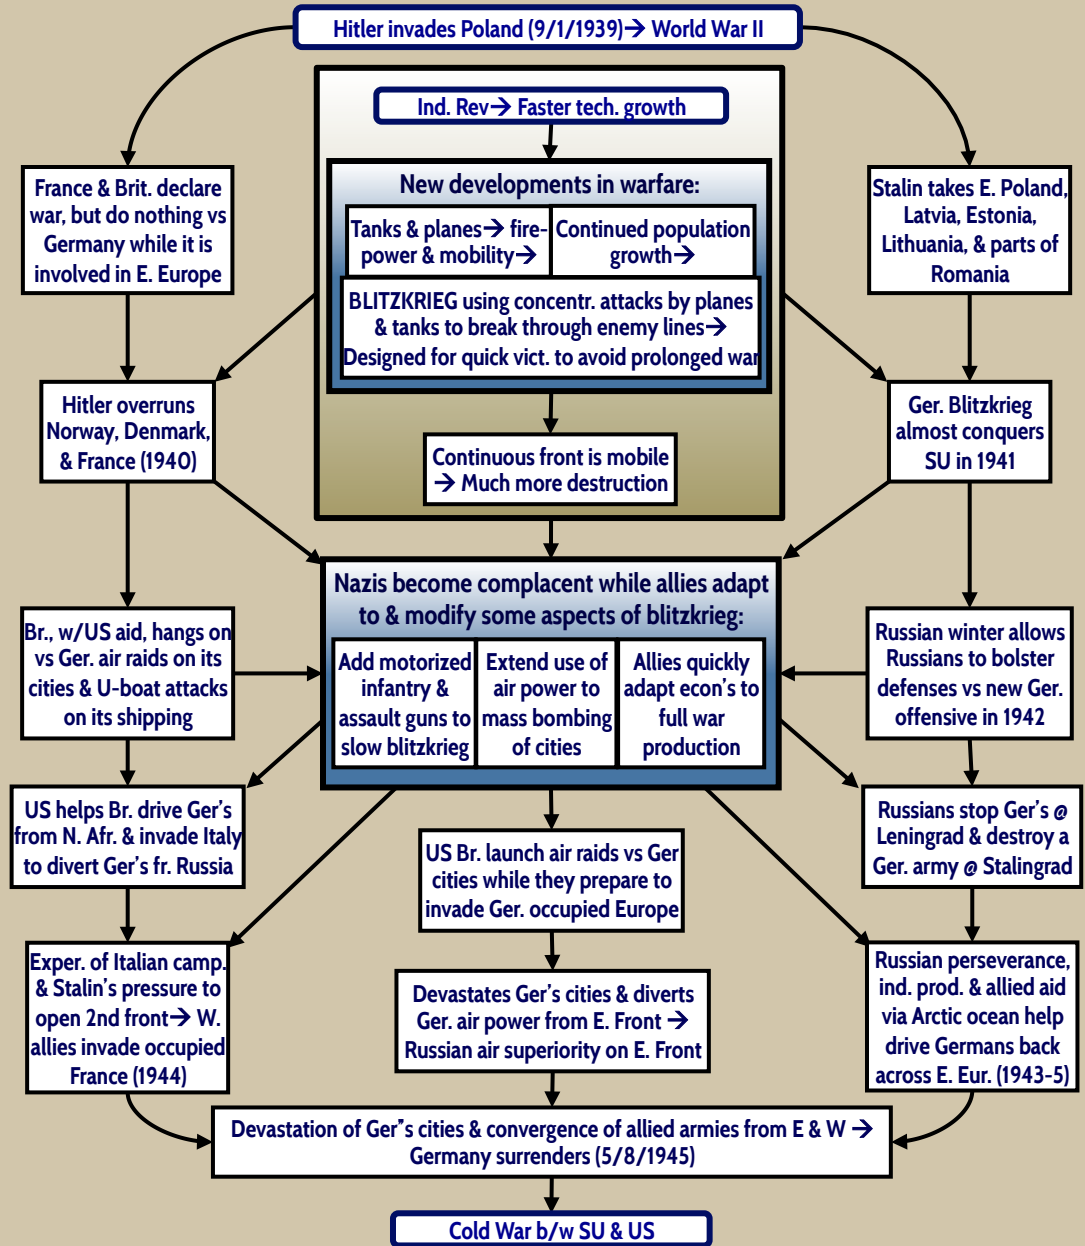 Hitler invades Poland (9/1/1939)→ World War II
Ind. Rev→ Faster tech. growth
France & Brit. declare
war, but do nothing vs
Germany while it is
involved in E. Europe
New developments in warfare:
Tanks & planes→ fire-
power & mobility→
Continued population
growth→
BLITZKRIEG using concentr. attacks by planes
& tanks to break through enemy lines→
Designed for quick vict. to avoid prolonged war
Stalin takes E. Poland,
Latvia, Estonia,
Lithuania, & parts of
Romania
Hitler overruns
Norway, Denmark,
& France (1940)
Continuous front is mobile
→ Much more destruction
Ger. Blitzkrieg
almost conquers
SU in 1941
Nazis become complacent while allies adapt
to & modify some aspects of blitzkrieg:
Add motorized
infantry &
assault guns to
slow blitzkrieg
Extend use of
air power to
mass bombing
of cities
Allies quickly
adapt econ's to
full war
production
Br., w/US aid, hangs on
vs Ger. air raids on its
cities & U-boat attacks
on its shipping
Russian winter allows
Russians to bolster
defenses vs new Ger.
offensive in 1942
US helps Br. drive Ger's
from N. Afr. & invade Italy
to divert Ger's fr. Russia
US Br. launch air raids vs Ger
cities while they prepare to
invade Ger. occupied Europe
Russians stop Ger's @
Leningrad & destroy a
Ger. army @ Stalingrad
Exper. of Italian camp.
& Stalin's pressure to
open 2nd front→ W.
allies invade occupied
France (1944)
Devastates Ger's cities & diverts
Ger. air power from E. Front →
Russian air superiority on E. Front
Russian perseverance,
ind. prod. & allied aid
via Arctic ocean help
drive Germans back
across E. Eur. (1943-5)
Devastation of Ger"s cities & convergence of allied armies from E & W →
Germany surrenders (5/8/1945)
Cold War b/w SU & US